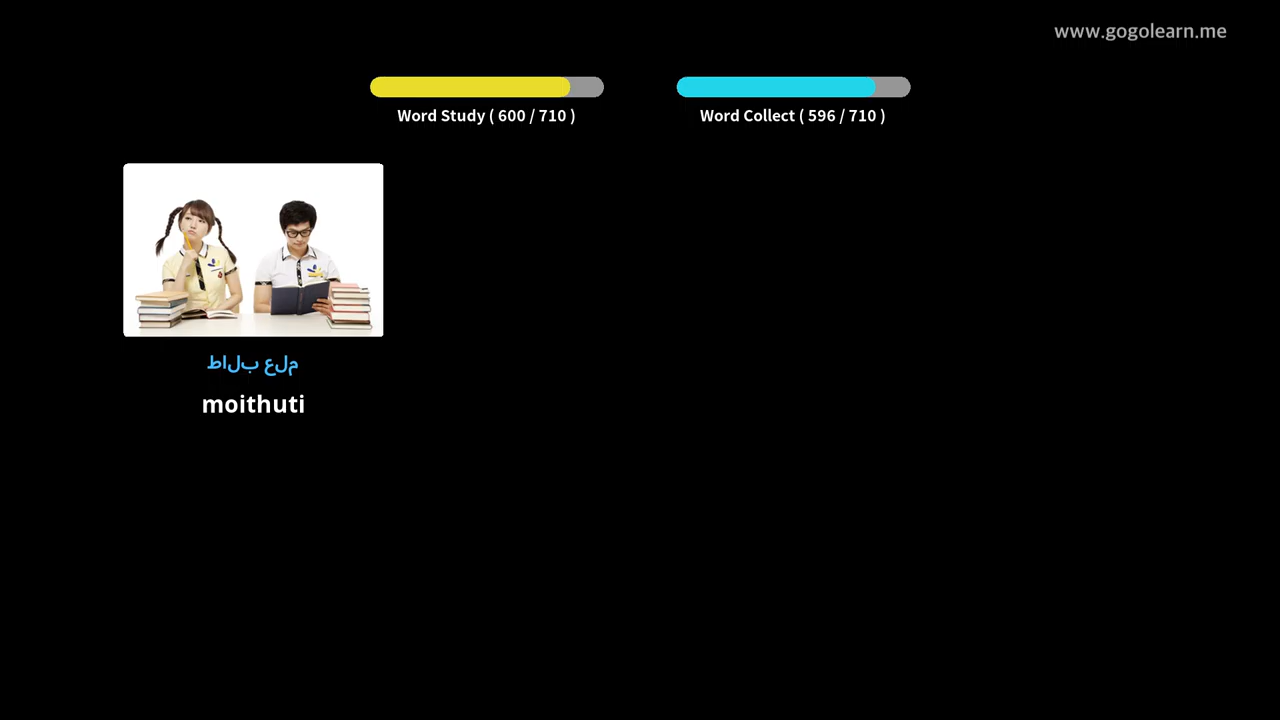 www.gogolearn.me
Word Study ( 600 / 710 )
Word Collect ( 596 / 710 )
طالب علم
moithuti